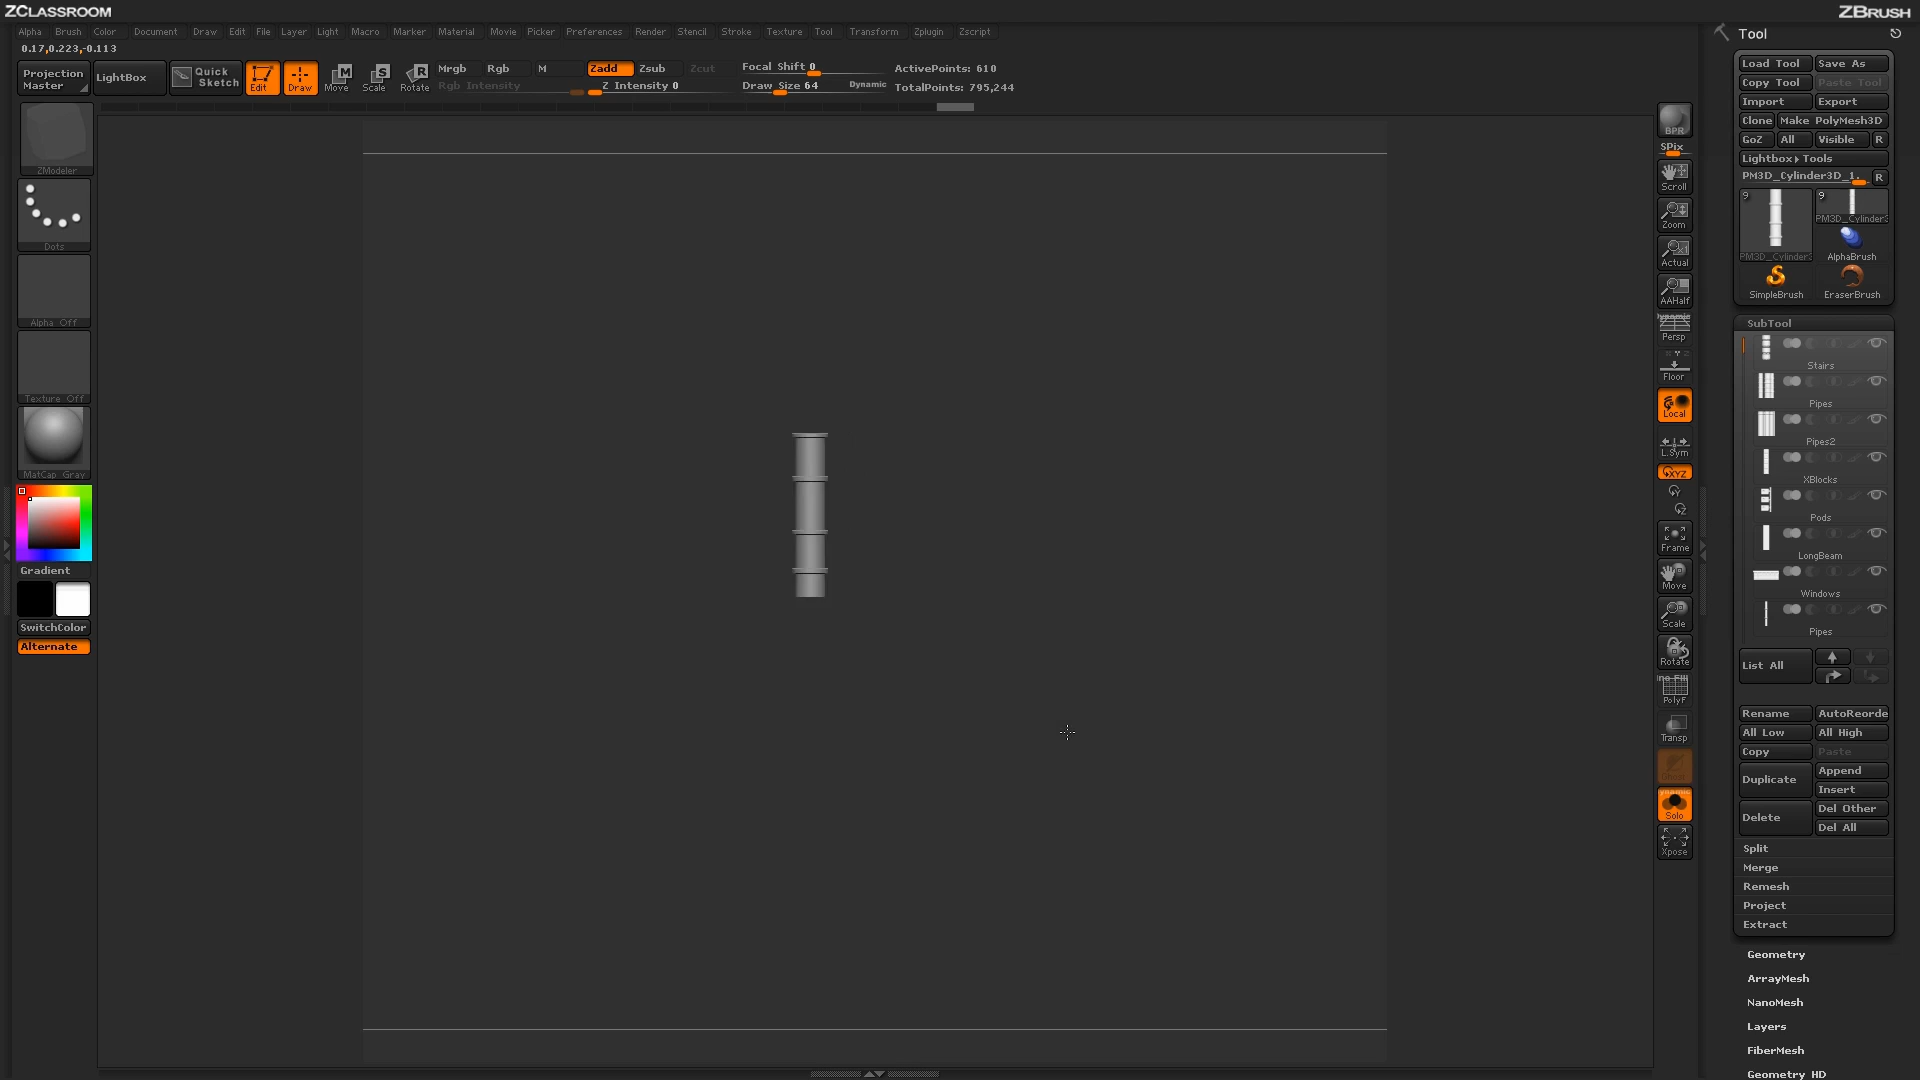 ZCLASSROOM
ZBRUSH
Alpha Brush Color Document Draw Edit File Layer Light Macro Marker Material Movie Picker Preferences Render Stencil Stroke Texture Tool Transform Zplugin Zscript
0.17,0.223,-0.113
Projection Master
LightBox
Quick Sketch
Edit
Draw
Move
Scale
Rotate
Mrgb Rgb M
Rgb Intensity
Zadd Zsub Zcut
Z Intensity 0
Focal Shift 0
Draw Size 64
Dynamic
ActivePoints: 610
TotalPoints: 795,244
ZModeler
Dots
Alpha Off
Texture Off
MatCap Gray
Gradient
SwitchColor
Alternate
BPR
SPix
Scroll
Zoom
Actual
AAHalf
Dynamic
Persp
Floor
Local
L.Sym
XYZ
Frame
Move
Scale
Rotate
PolyF
Transp
Solo
Xpose
Tool
Load Tool Save As
Copy Tool Paste Tool
Import Export
Clone Make PolyMesh3D
GoZ All Visible R
Lightbox▸Tools
PM3D_Cylinder3D_1. R
9 9
PM3D_Cylinder3
PM3D_Cylinder3 AlphaBrush
SimpleBrush EraserBrush
SubTool
Stairs
Pipes
Pipes2
XBlocks
Pods
LongBeam
Windows
Pipes
List All
Rename AutoReorde
All Low All High
Copy Paste
Duplicate Append
Insert
Delete Del Other
Del All
Split
Merge
Remesh
Project
Extract
Geometry
ArrayMesh
NanoMesh
Layers
FiberMesh
Geometry HD